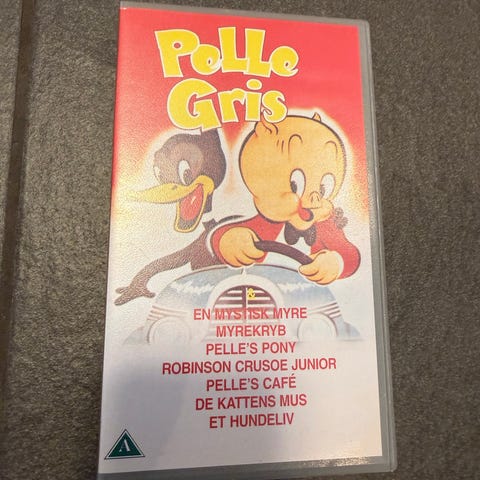 Pelle
Gris
&
EN MYSTISK MYRE
MYREKRYB
PELLE'S PONY
ROBINSON CRUSOE JUNIOR
PELLE'S CAFÉ
DE KATTENS MUS
ET HUNDELIV
A